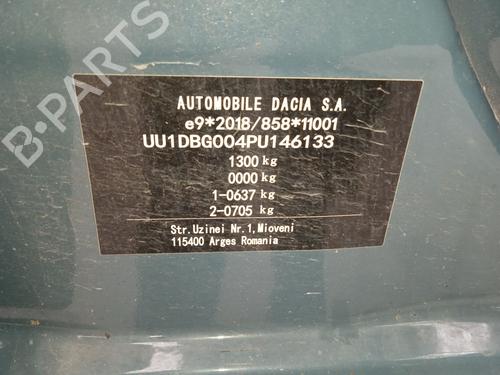 B-PARTS
AUTOMOBILE DACIA S.A.
e9*2018/858*11001
UU1DBG004PU146133
1300 kg
0000 kg
1-0637 kg
2-0705 kg
Str.Uzinei Nr.1,Mioveni
115400 Arges Romania